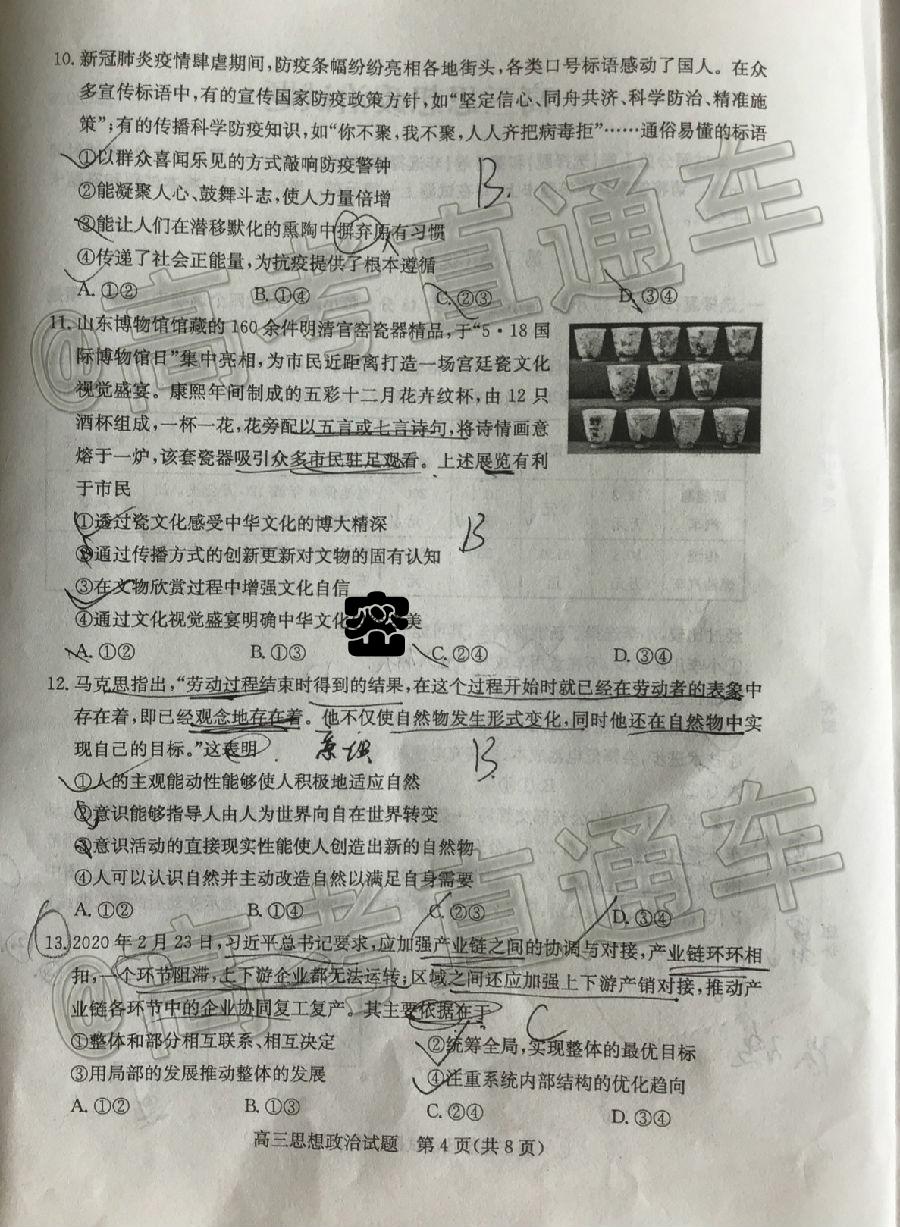 10. 新冠肺炎疫情肆虐期间,防疫条幅纷纷亮相各地街头,各类口号标语感动了国人。在众
多宣传标语中,有的宣传国家防疫政策方针,如“坚定信心、同舟共济、科学防治、精准施
策”;有的传播科学防疫知识,如“你不聚,我不聚,人人齐把病毒拒”……通俗易懂的标语
①以群众喜闻乐见的方式敲响防疫警钟
②能凝聚人心、鼓舞斗志,使人力量倍增
B.
③能让人们在潜移默化的熏陶中摒弃原有习惯
④传递了社会正能量,为抗疫提供了根本遵循
A. ①② B. ①④ C. ②③ D. ③④
11. 山东博物馆馆藏的 160 余件明清官窑瓷器精品,于“5·18 国
际博物馆日”集中亮相,为市民近距离打造一场宫廷瓷文化
视觉盛宴。康熙年间制成的五彩十二月花卉纹杯,由 12 只
酒杯组成,一杯一花,花旁配以五言或七言诗句,将诗情画意
熔于一炉,该套瓷器吸引众多市民驻足观看。上述展览有利
于市民
①透过瓷文化感受中华文化的博大精深
B
②通过传播方式的创新更新对文物的固有认知
③在文物欣赏过程中增强文化自信
④通过文化视觉盛宴明确中华文化 美
A. ①② B. ①③ C. ②④ D. ③④
12. 马克思指出,“劳动过程结束时得到的结果,在这个过程开始时就已经在劳动者的表象中
存在着,即已经观念地存在着。他不仅使自然物发生形式变化,同时他还在自然物中实
现自己的目标。”这表明
B.
①人的主观能动性能够使人积极地适应自然
②意识能够指导人由人为世界向自在世界转变
③意识活动的直接现实性能使人创造出新的自然物
④人可以认识自然并主动改造自然以满足自身需要
A. ①② B. ①④ C. ②③ D. ③④
13. 2020 年 2 月 23 日,习近平总书记要求,应加强产业链之间的协调与对接,产业链环环相
扣,一个环节阻滞,上下游企业都无法运转;区域之间还应加强上下游产销对接,推动产
业链各环节中的企业协同复工复产。其主要依据在于
C
①整体和部分相互联系、相互决定 ②统筹全局,实现整体的最优目标
③用局部的发展推动整体的发展 ④注重系统内部结构的优化趋向
A. ①② B. ①③ C. ②④ D. ③④
高三思想政治试题 第 4 页(共 8 页)
@高考直通车
@高考直通车